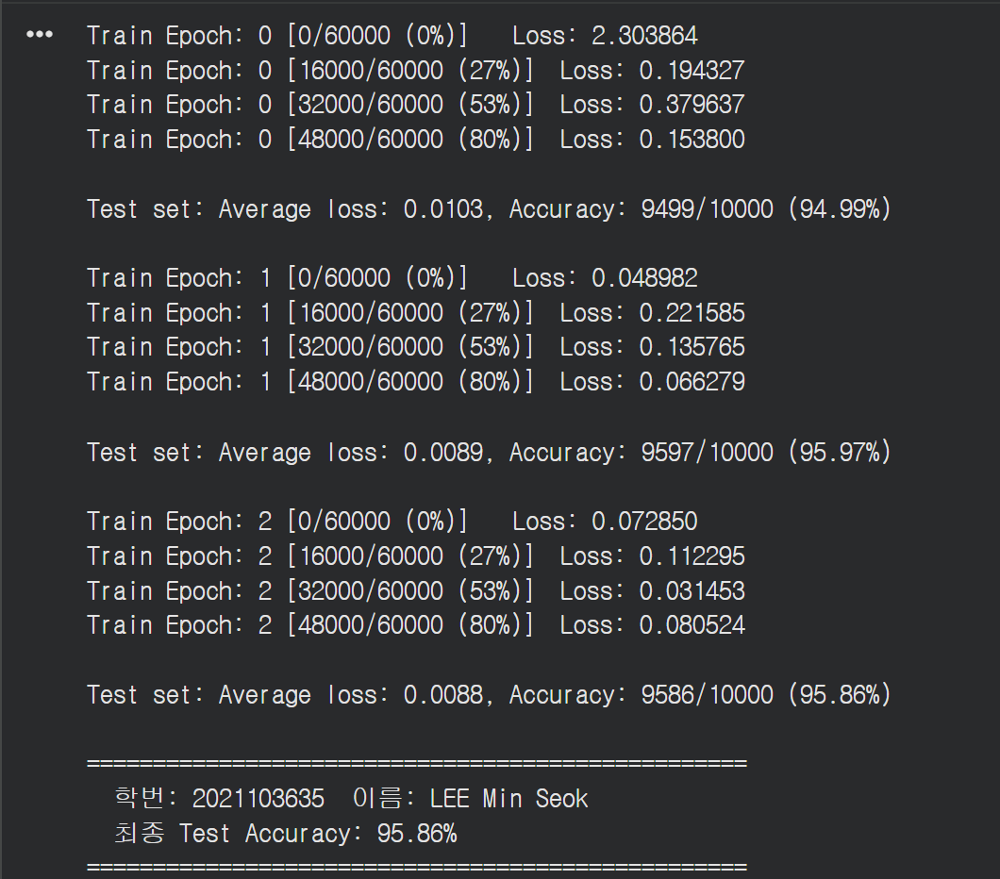 Train Epoch: 0 [0/60000 (0%)]   Loss: 2.303864
Train Epoch: 0 [16000/60000 (27%)]  Loss: 0.194327
Train Epoch: 0 [32000/60000 (53%)]  Loss: 0.379637
Train Epoch: 0 [48000/60000 (80%)]  Loss: 0.153800
Test set: Average loss: 0.0103, Accuracy: 9499/10000 (94.99%)
Train Epoch: 1 [0/60000 (0%)]   Loss: 0.048982
Train Epoch: 1 [16000/60000 (27%)]  Loss: 0.221585
Train Epoch: 1 [32000/60000 (53%)]  Loss: 0.135765
Train Epoch: 1 [48000/60000 (80%)]  Loss: 0.066279
Test set: Average loss: 0.0089, Accuracy: 9597/10000 (95.97%)
Train Epoch: 2 [0/60000 (0%)]   Loss: 0.072850
Train Epoch: 2 [16000/60000 (27%)]  Loss: 0.112295
Train Epoch: 2 [32000/60000 (53%)]  Loss: 0.031453
Train Epoch: 2 [48000/60000 (80%)]  Loss: 0.080524
Test set: Average loss: 0.0088, Accuracy: 9586/10000 (95.86%)
==================================================
학번: 2021103635  이름: LEE Min Seok
최종 Test Accuracy: 95.86%
==================================================